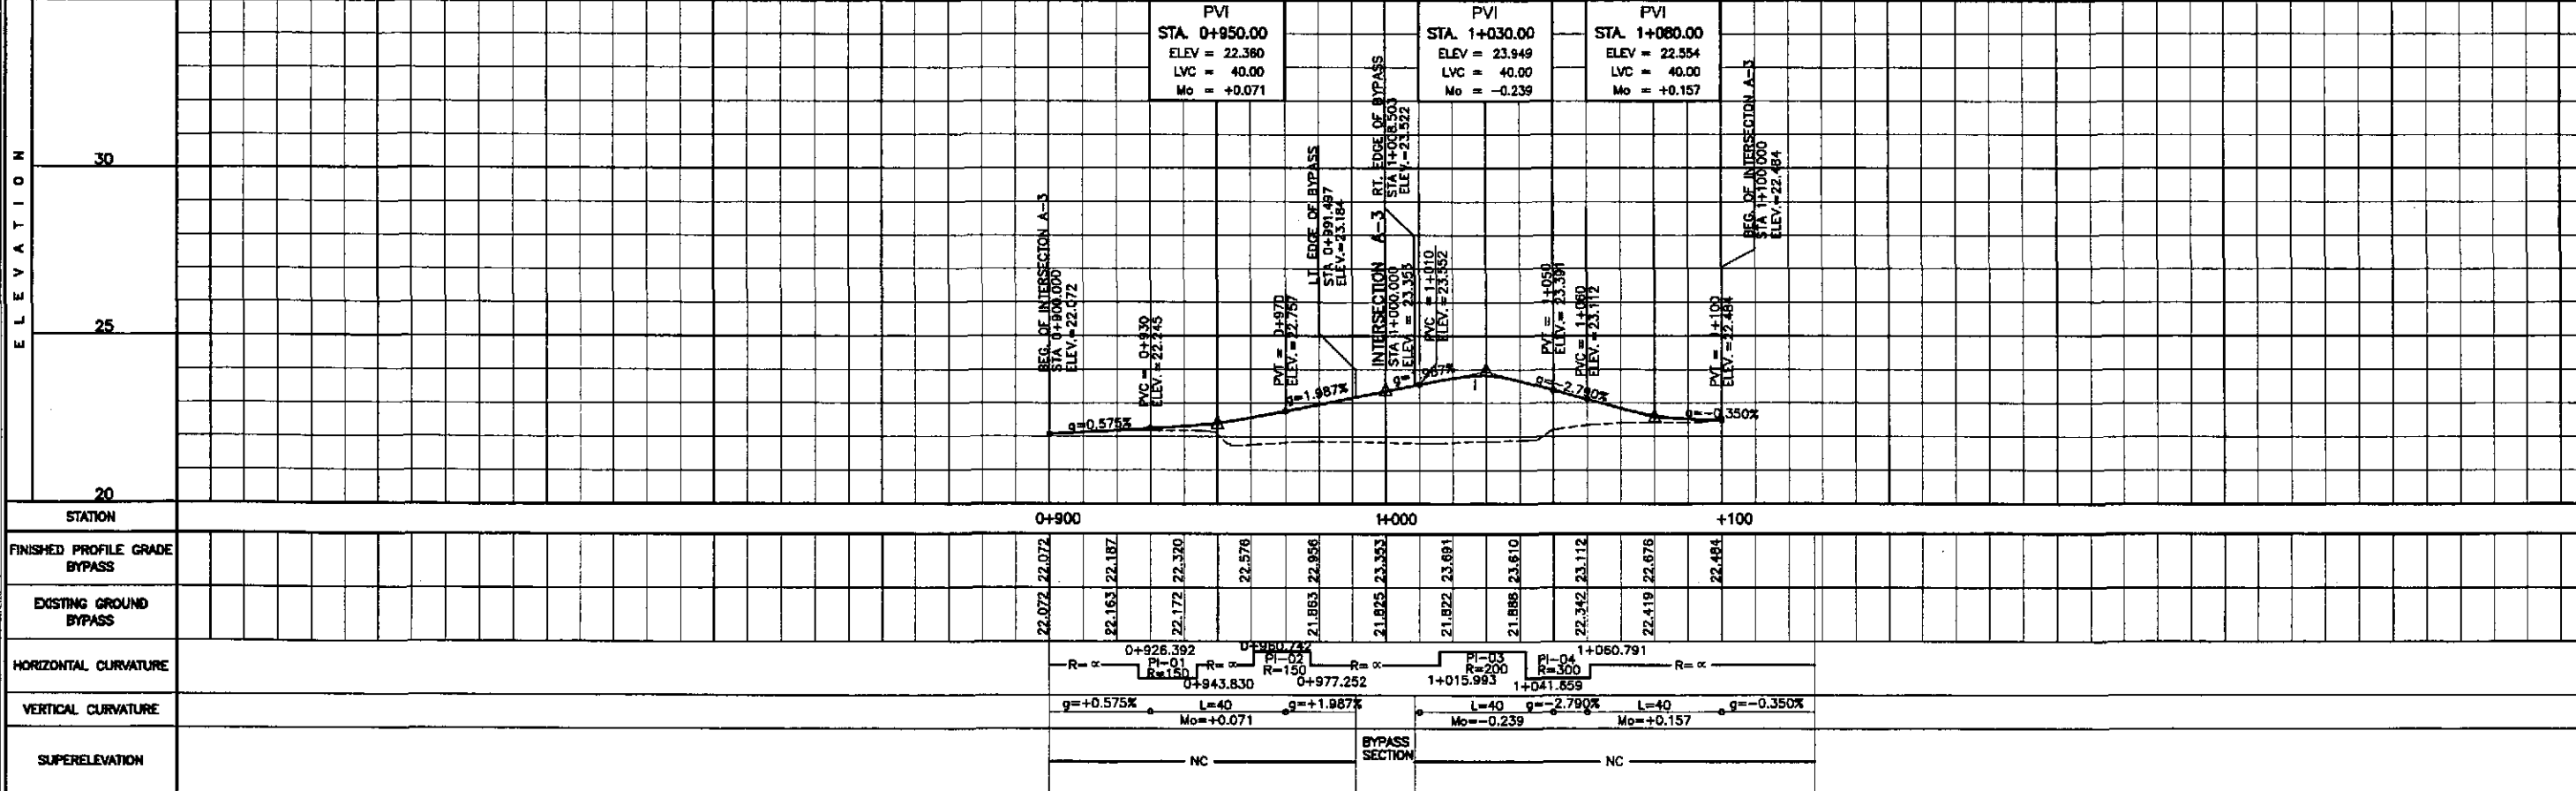 PVI
STA. 0+950.00
ELEV = 22.360
LVC = 40.00
Mo = +0.071
PVI
STA. 1+030.00
ELEV = 23.949
LVC = 40.00
Mo = -0.239
PVI
STA. 1+080.00
ELEV = 22.554
LVC = 40.00
Mo = +0.157
ELEVATION
30
25
20
BEG. OF INTERSECTON A-3
STA 0+900.000
ELEV.=22.072
PVC = 0+930
ELEV.=22.245
PVT = 0+970
ELEV.=22.757
LT. EDGE OF BYPASS
STA 0+991.497
ELEV.=23.184
INTERSECTION A-3
STA 1+000.000
ELEV = 23.353
RT. EDGE OF BYPASS
STA 1+008.503
ELEV.=23.522
PVC = 1+010
ELEV.=23.552
PVT = 1+050
ELEV.= 23.391
PVC = 1+060
ELEV. =23.112
PVT = 1+100
ELEV.=22.484
BEG. OF INTERSECTON A-3
STA 1+100.000
ELEV.=22.484
g=0.575%
g=1.987%
g=1.987%
g=-2.790%
g=-0.350%
STATION
0+900
1+000
+100
FINISHED PROFILE GRADE
BYPASS
22.072
22.187
22.320
22.576
22.956
23.353
23.691
23.610
23.112
22.676
22.484
EXISTING GROUND
BYPASS
22.072
22.163
22.172
21.863
21.825
21.822
21.888
22.342
22.419
HORIZONTAL CURVATURE
R= ∝
0+926.392
PI-01
R=150
0+943.830
R= ∝
0+960.742
PI-02
R=150
0+977.252
R= ∝
1+015.993
PI-03
R=200
PI-04
R=300
1+041.659
1+060.791
R= ∝
VERTICAL CURVATURE
g=+0.575%
L=40
Mo=+0.071
g=+1.987%
L=40
Mo=-0.239
g=-2.790%
L=40
Mo=+0.157
g=-0.350%
SUPERELEVATION
NC
BYPASS
SECTION
NC